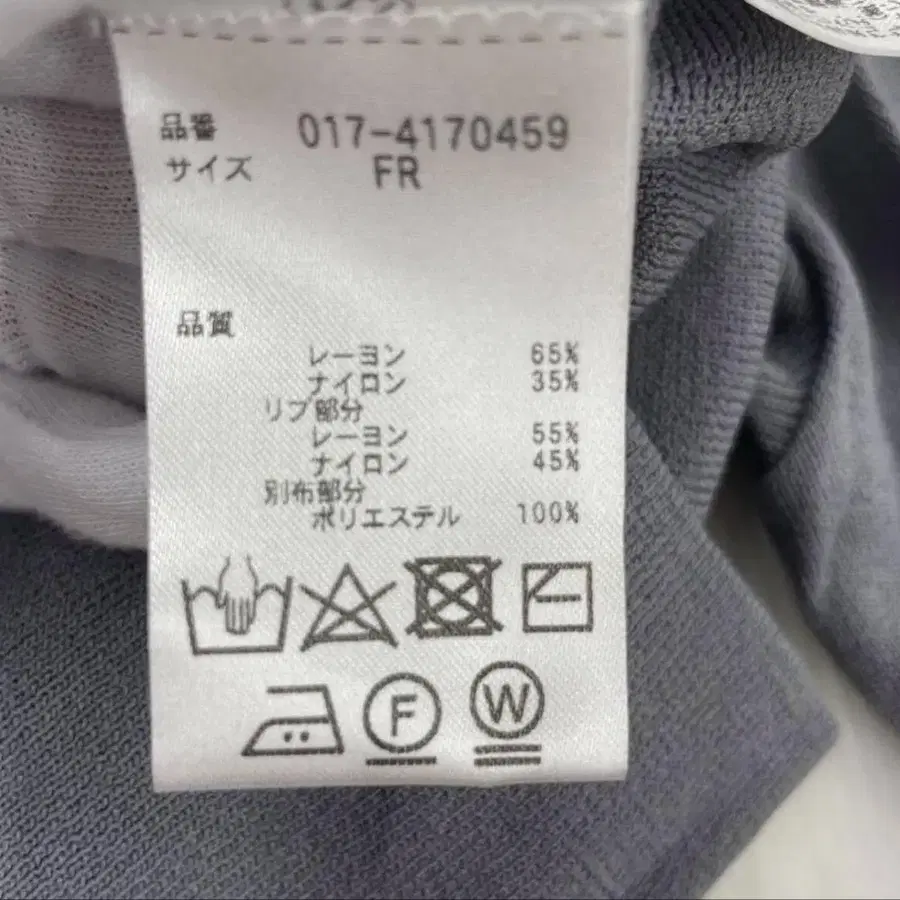 品番 017-4170459
サイズ FR
品質
レーヨン 65%
ナイロン 35%
リブ部分
レーヨン 55%
ナイロン 45%
別布部分
ポリエステル 100%
F W